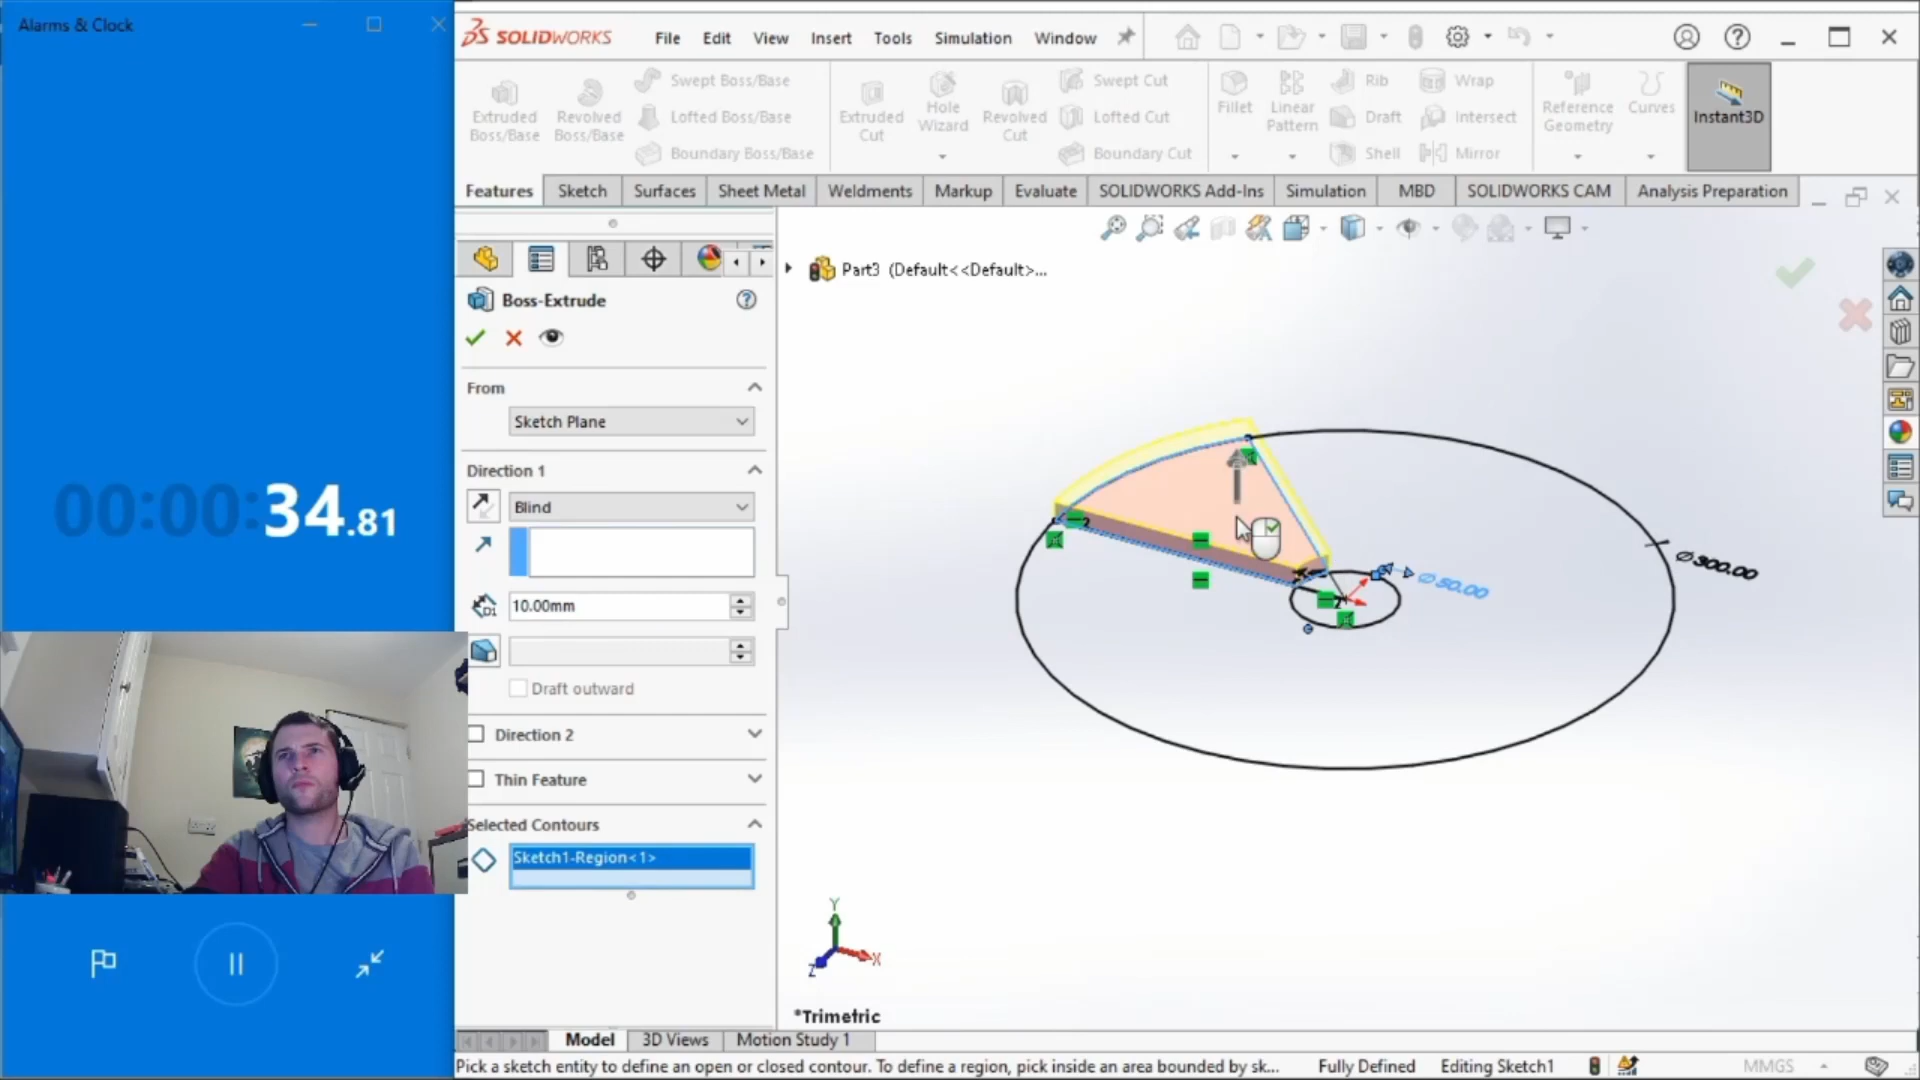 Alarms & Clock
00:00:34.81
SOLIDWORKS
File Edit View Insert Tools Simulation Window
Extruded Boss/Base
Revolved Boss/Base
Swept Boss/Base
Lofted Boss/Base
Boundary Boss/Base
Extruded Cut
Hole Wizard
Revolved Cut
Swept Cut
Lofted Cut
Boundary Cut
Fillet
Linear Pattern
Rib
Draft
Shell
Wrap
Intersect
Mirror
Reference Geometry
Curves
Instant3D
Features Sketch Surfaces Sheet Metal Weldments Markup Evaluate SOLIDWORKS Add-Ins Simulation MBD SOLIDWORKS CAM Analysis Preparation
Part3 (Default<<Default>...
Boss-Extrude
From
Sketch Plane
Direction 1
Blind
D1
10.00mm
Draft outward
Direction 2
Thin Feature
Selected Contours
Sketch1-Region<1>
2
2
⌀300.00
⌀50.00
Y
X
Z
*Trimetric
Model 3D Views Motion Study 1
Pick a sketch entity to define an open or closed contour. To define a region, pick inside an area bounded by sk... Fully Defined Editing Sketch1 MMGS